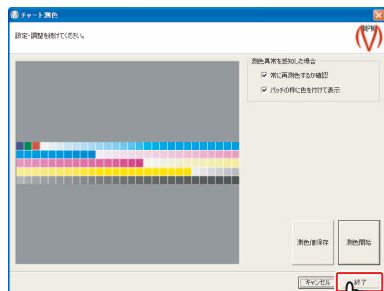 チャート測色
設定・調整を続けてください。
測色異常を感知した場合
常に再測色するか確認
パッチの枠に色を付けて表示
測色値保存
測色開始
キャンセル
終了